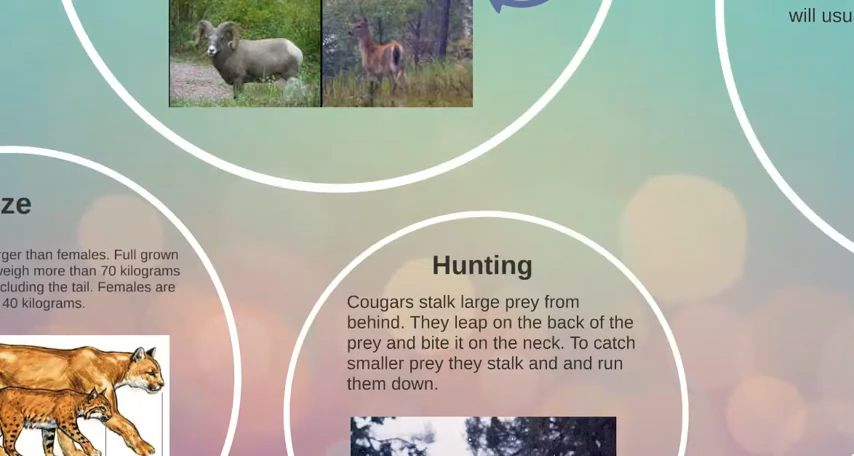 will usu
ze
rger than females. Full grown
weigh more than 70 kilograms
cluding the tail. Females are
40 kilograms.
Hunting
Cougars stalk large prey from
behind. They leap on the back of the
prey and bite it on the neck. To catch
smaller prey they stalk and and run
them down.